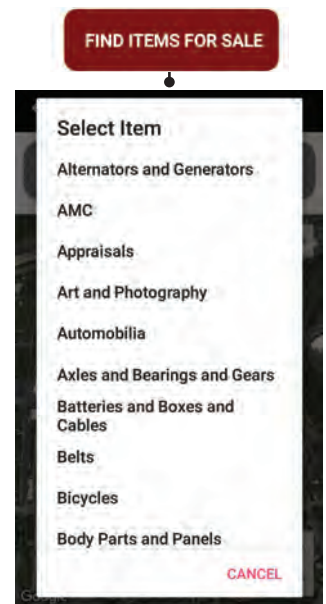 FIND ITEMS FOR SALE
Select Item
Alternators and Generators
AMC
Appraisals
Art and Photography
Automobilia
Axles and Bearings and Gears
Batteries and Boxes and
Cables
Belts
Bicycles
Body Parts and Panels
CANCEL
Google